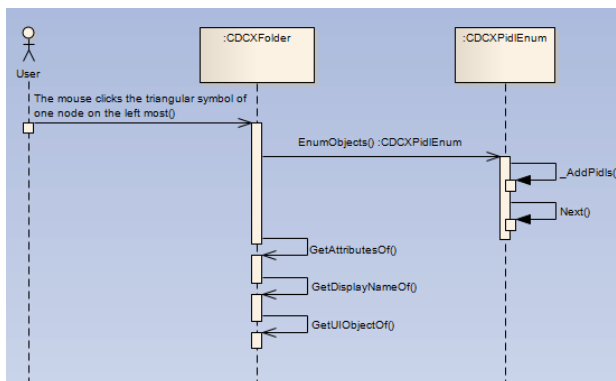 :CDCXFolder
:CDCXPidlEnum
User
The mouse clicks the triangular symbol of
one node on the left most()
EnumObjects() :CDCXPidlEnum
_AddPidls()
Next()
GetAttributesOf()
GetDisplayNameOf()
GetUIObjectOf()